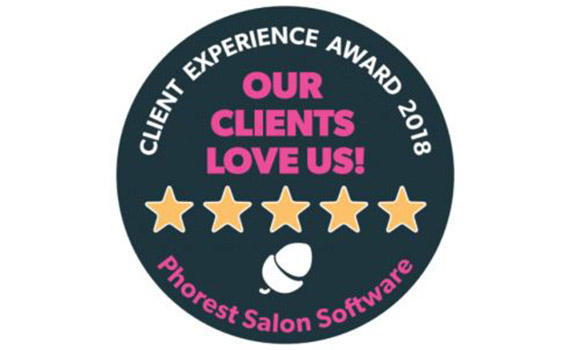 CLIENT EXPERIENCE AWARD 2018
OUR
CLIENTS
LOVE US!
Phorest Salon Software